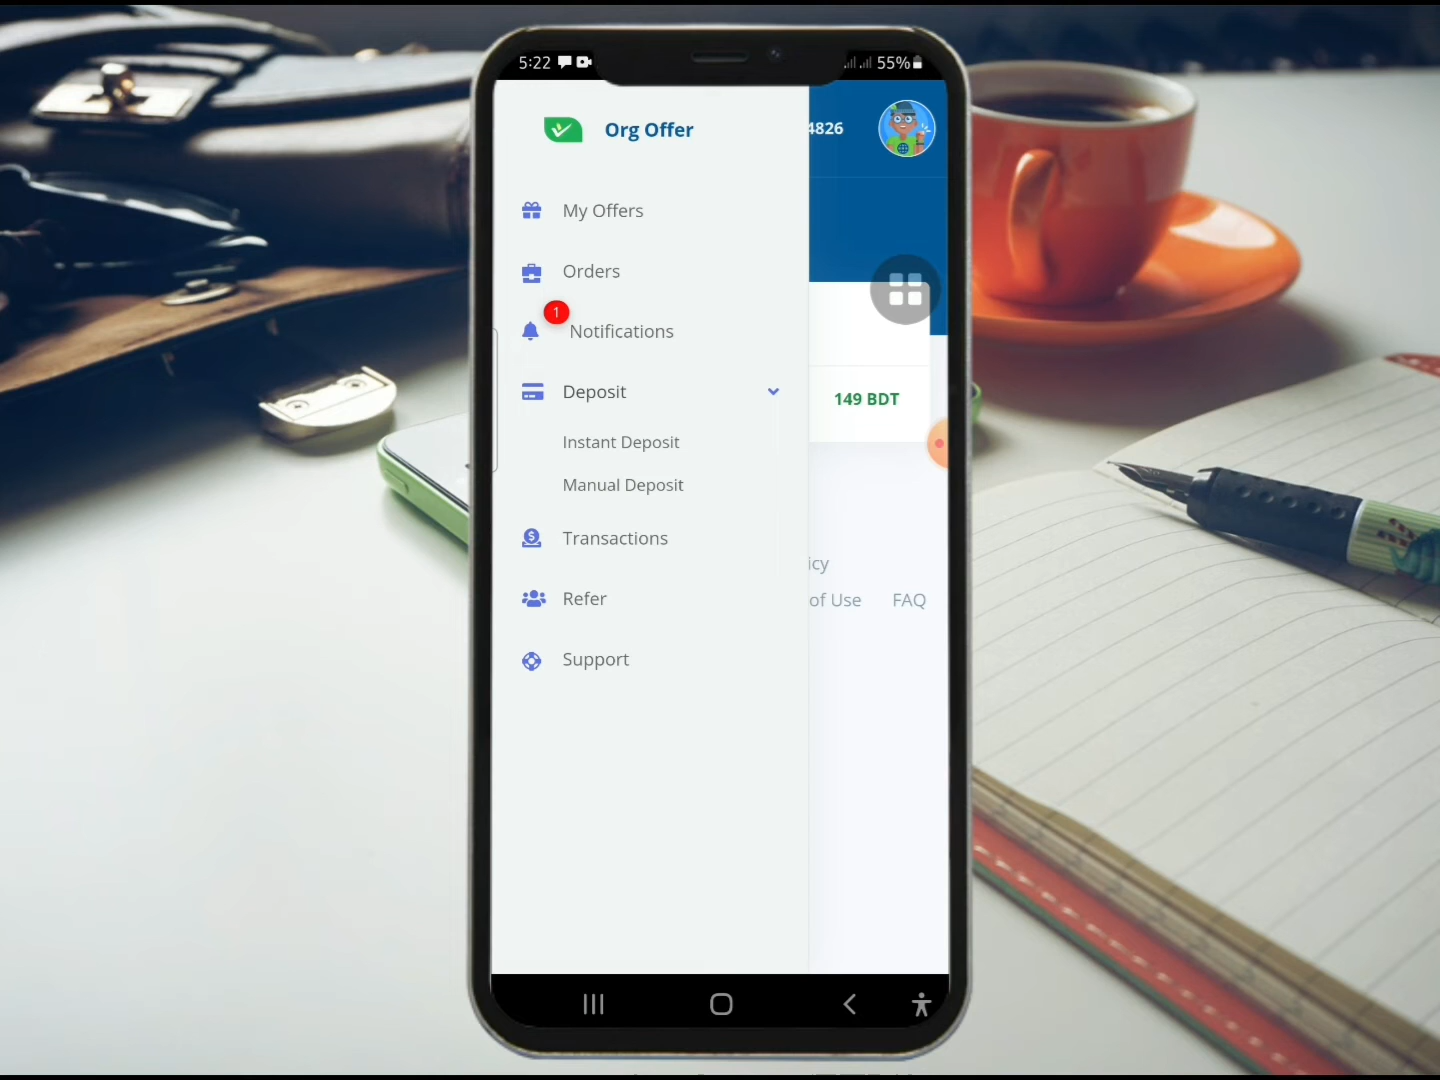 5:22
55%
Org Offer
4826
My Offers
Orders
1
Notifications
Deposit
149 BDT
Instant Deposit
Manual Deposit
Transactions
icy
Refer
of Use
FAQ
Support